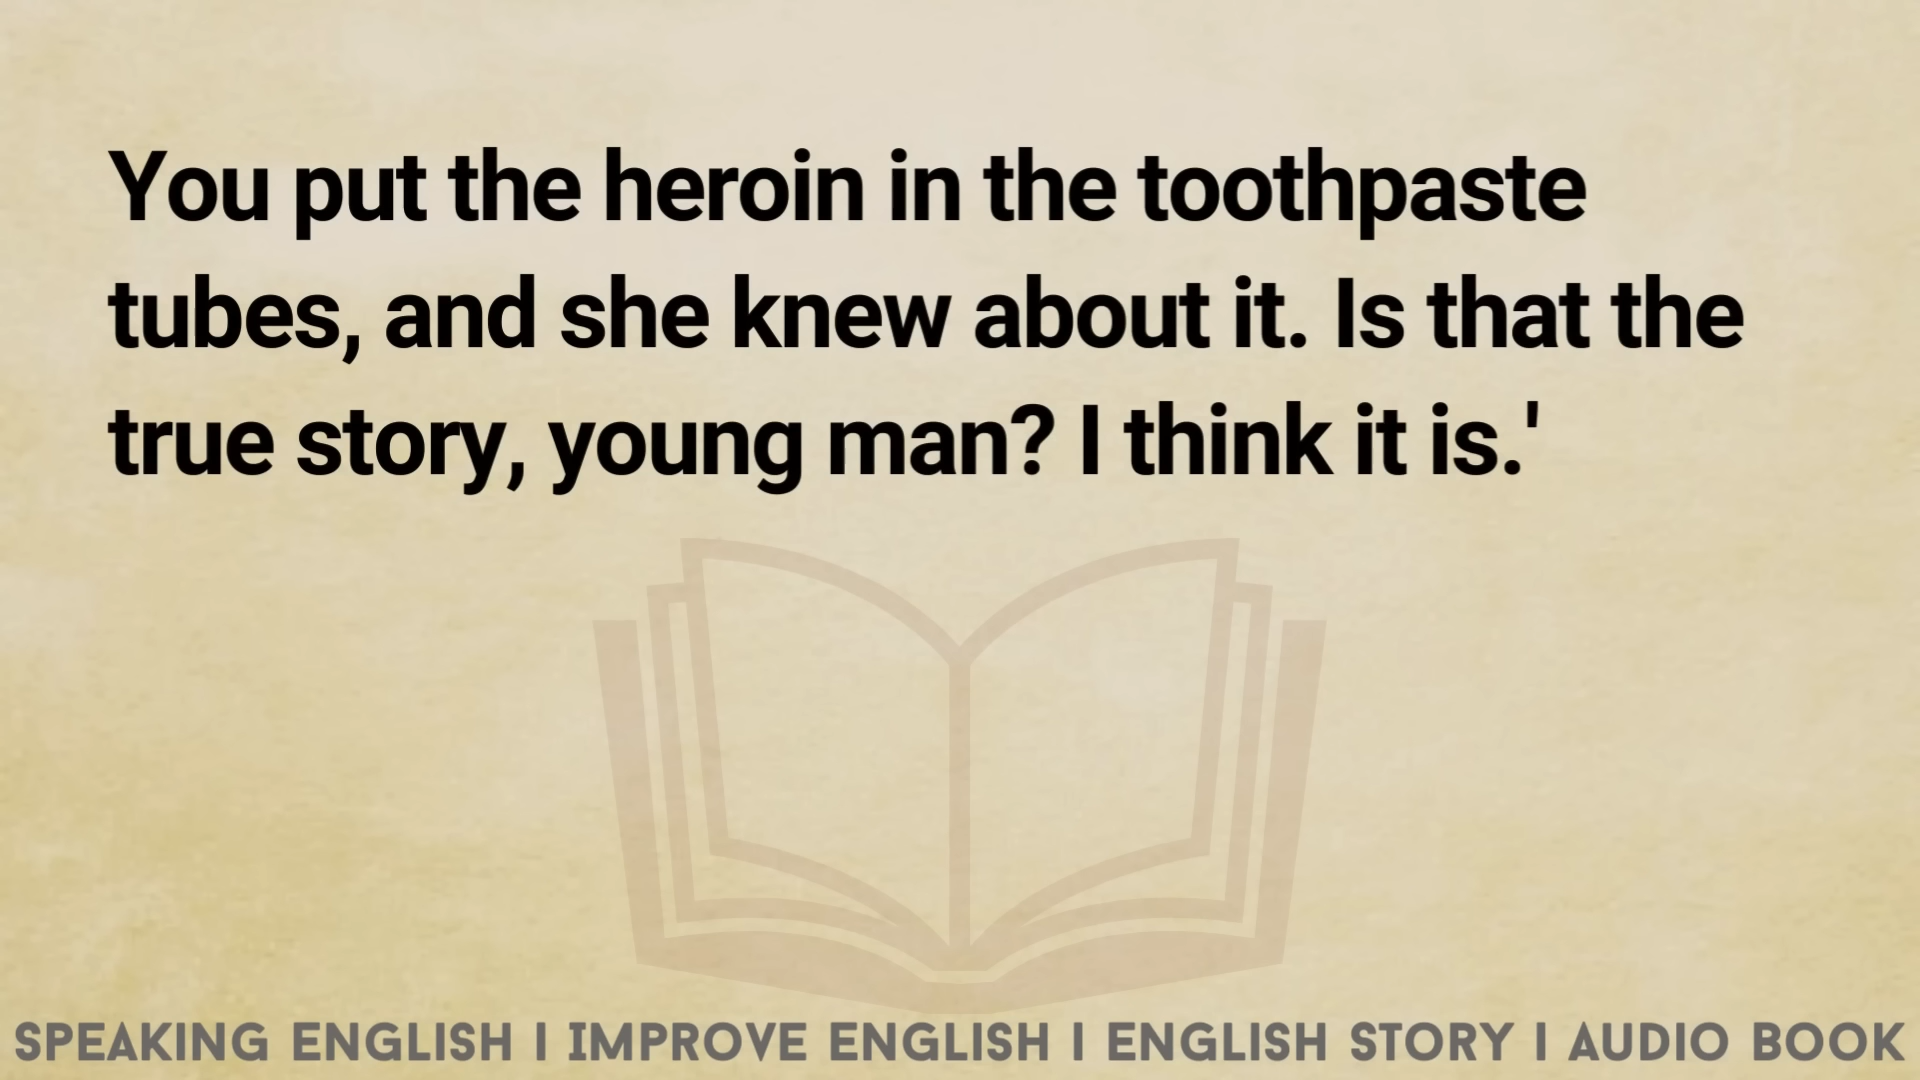 You put the heroin in the toothpaste
tubes, and she knew about it. Is that the
true story, young man? I think it is.'
SPEAKING ENGLISH I IMPROVE ENGLISH I ENGLISH STORY I AUDIO BOOK